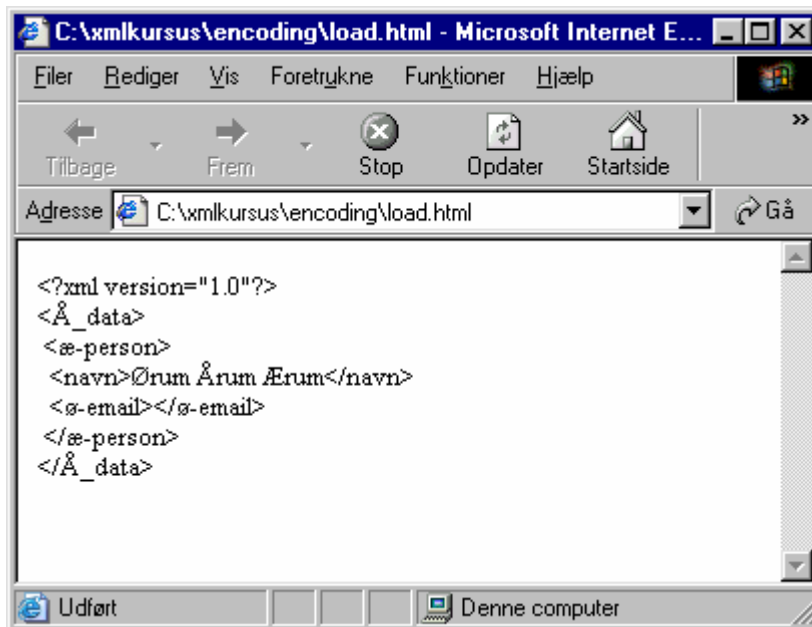 C:\xmlkursus\encoding\load.html - Microsoft Internet E...
Filer Rediger Vis Foretrukne Funktioner Hjælp
»
Tilbage Frem Stop Opdater Startside
Adresse C:\xmlkursus\encoding\load.html Gå
<?xml version="1.0"?>
<Å_data>
<æ-person>
<navn>Ørum Årum Ærum</navn>
<ø-email></ø-email>
</æ-person>
</Å_data>
Udført Denne computer